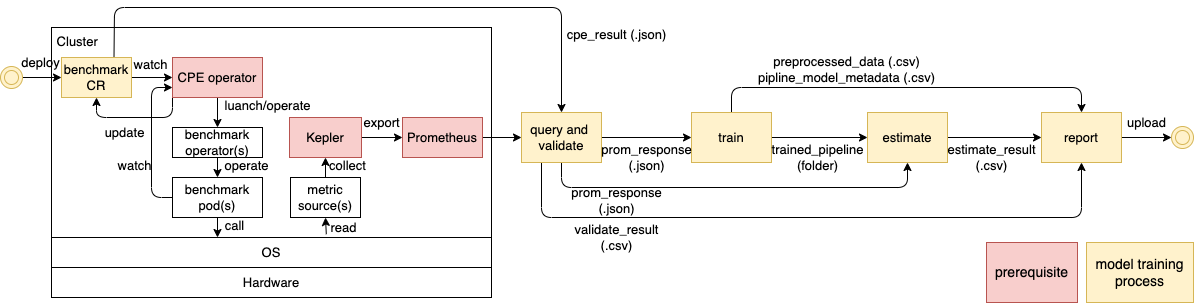 cpe_result (.json)
Cluster
deploy
benchmark
CR
watch
CPE operator
update
luanch/operate
benchmark
operator(s)
watch
operate
benchmark
pod(s)
call
Kepler
export
Prometheus
collect
metric
source(s)
read
OS
Hardware
query and
validate
prom_response
(.json)
train
preprocessed_data (.csv)
pipline_model_metadata (.csv)
trained_pipeline
(folder)
estimate
estimate_result
(.csv)
report
upload
prom_response
(.json)
validate_result
(.csv)
prerequisite
model training
process